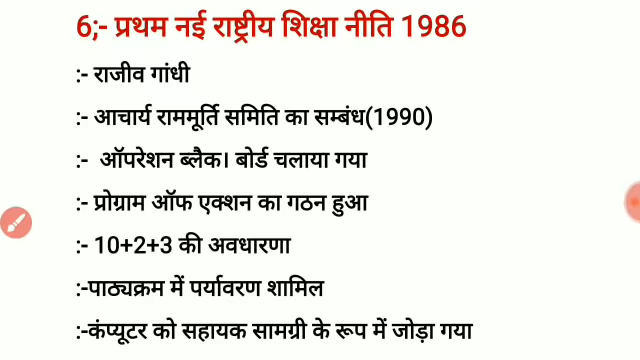 6;- प्रथम नई राष्ट्रीय शिक्षा नीति 1986
:- राजीव गांधी
:- आचार्य राममूर्ति समिति का सम्बंध(1990)
:- ऑपरेशन ब्लैक। बोर्ड चलाया गया
:- प्रोग्राम ऑफ एक्शन का गठन हुआ
:- 10+2+3 की अवधारणा
:-पाठ्यक्रम में पर्यावरण शामिल
:-कंप्यूटर को सहायक सामग्री के रूप में जोड़ा गया